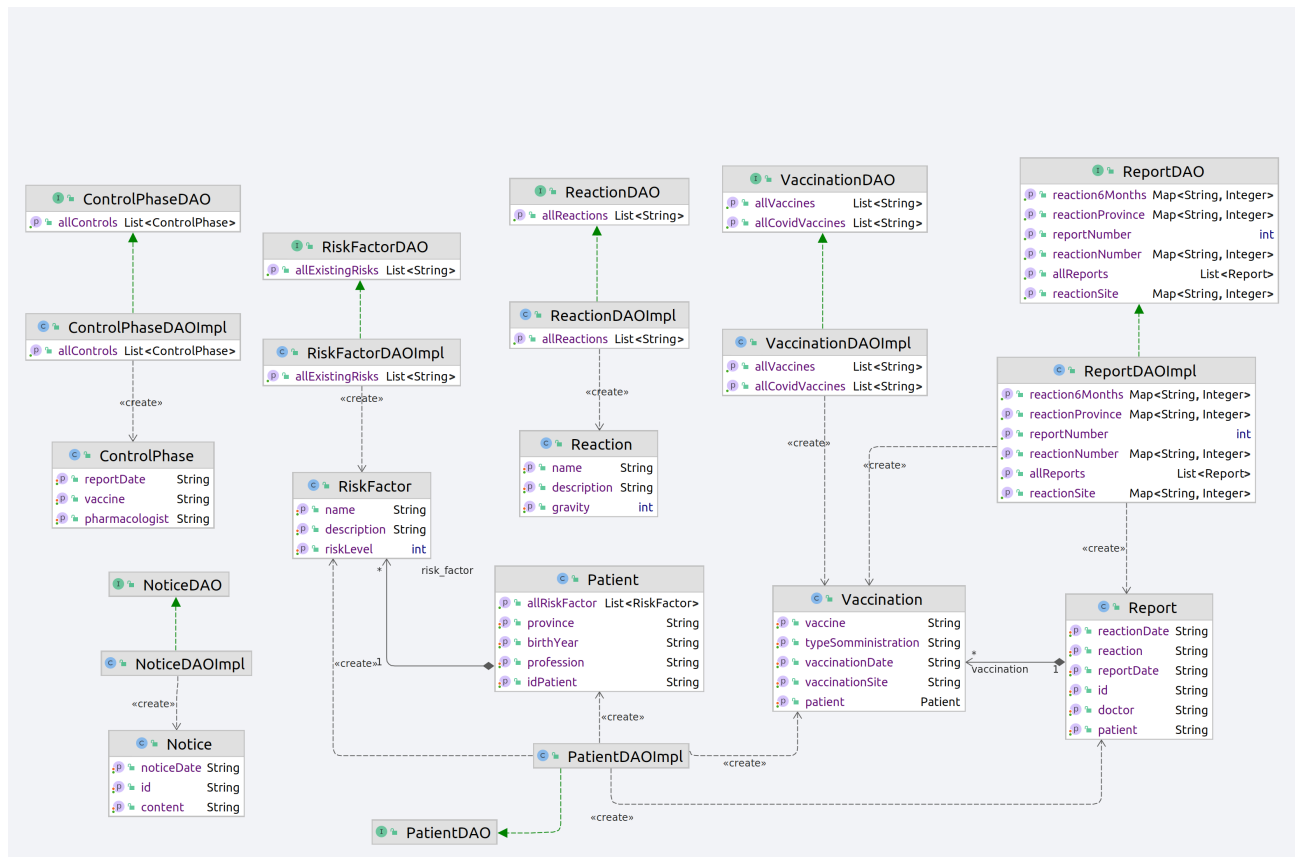 ControlPhaseDAO
allControls List<ControlPhase>
RiskFactorDAO
allExistingRisks List<String>
ReactionDAO
allReactions List<String>
VaccinationDAO
allVaccines List<String>
allCovidVaccines List<String>
ReportDAO
reaction6Months Map<String, Integer>
reactionProvince Map<String, Integer>
reportNumber int
reactionNumber Map<String, Integer>
allReports List<Report>
reactionSite Map<String, Integer>
ControlPhaseDAOImpl
allControls List<ControlPhase>
RiskFactorDAOImpl
allExistingRisks List<String>
ReactionDAOImpl
allReactions List<String>
VaccinationDAOImpl
allVaccines List<String>
allCovidVaccines List<String>
ReportDAOImpl
reaction6Months Map<String, Integer>
reactionProvince Map<String, Integer>
reportNumber int
reactionNumber Map<String, Integer>
allReports List<Report>
reactionSite Map<String, Integer>
«create»
«create»
«create»
«create»
«create»
«create»
ControlPhase
reportDate String
vaccine String
pharmacologist String
RiskFactor
name String
description String
riskLevel int
Reaction
name String
description String
gravity int
NoticeDAO
NoticeDAOImpl
«create»
Notice
noticeDate String
id String
content String
*
risk_factor
1
«create»
Patient
allRiskFactor List<RiskFactor>
province String
birthYear String
profession String
idPatient String
Vaccination
vaccine String
typeSomministration String
vaccinationDate String
vaccinationSite String
patient Patient
*
vaccination
1
Report
reactionDate String
reaction String
reportDate String
id String
doctor String
patient String
«create»
PatientDAOImpl
«create»
«create»
PatientDAO